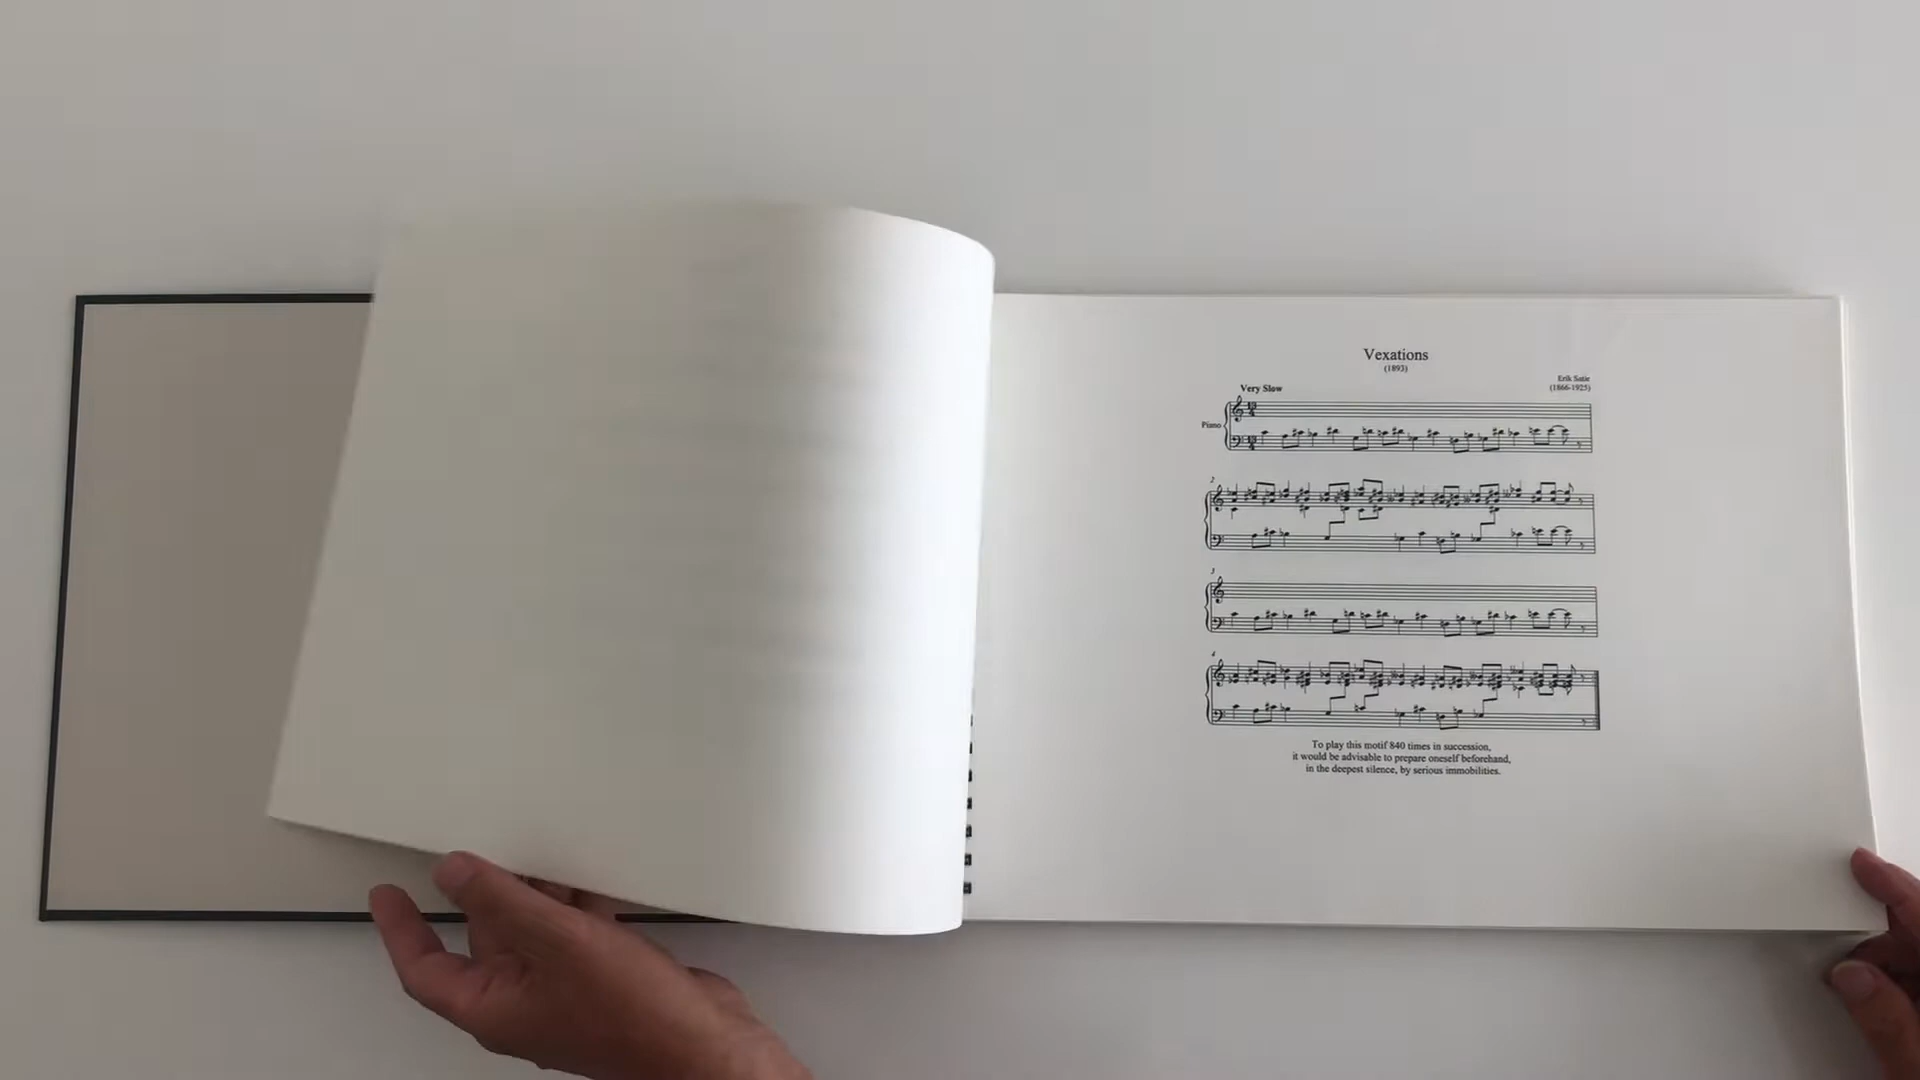 Vexations
(1893)
Very Slow
Erik Satie
(1866-1925)
Piano
2
3
4
To play this motif 840 times in succession,
it would be advisable to prepare oneself beforehand,
in the deepest silence, by serious immobilities.